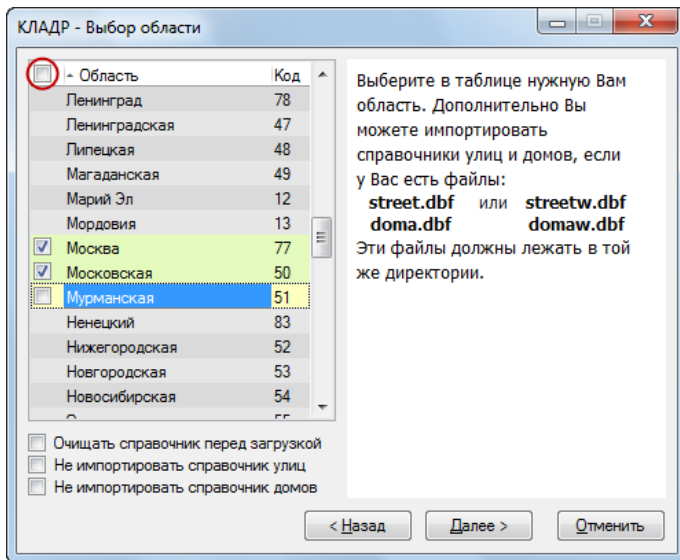 КЛАДР - Выбор области
Область Код
Ленинград 78
Ленинградская 47
Липецкая 48
Магаданская 49
Марий Эл 12
Мордовия 13
Москва 77
Московская 50
Мурманская 51
Ненецкий 83
Нижегородская 52
Новгородская 53
Новосибирская 54
Очищать справочник перед загрузкой
Не импортировать справочник улиц
Не импортировать справочник домов
Выберите в таблице нужную Вам
область. Дополнительно Вы
можете импортировать
справочники улиц и домов, если
у Вас есть файлы:
street.dbf или streetw.dbf
doma.dbf domaw.dbf
Эти файлы должны лежать в той
же директории.
< Назад Далее > Отменить